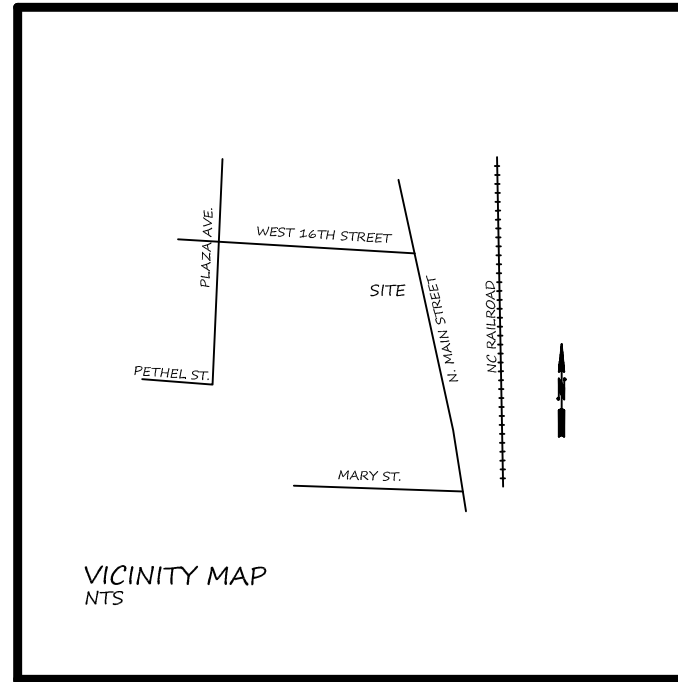 PLAZA AVE.
WEST 16TH STREET
SITE
N. MAIN STREET
NC RAILROAD
PETHEL ST.
N
MARY ST.
VICINITY MAP
NTS